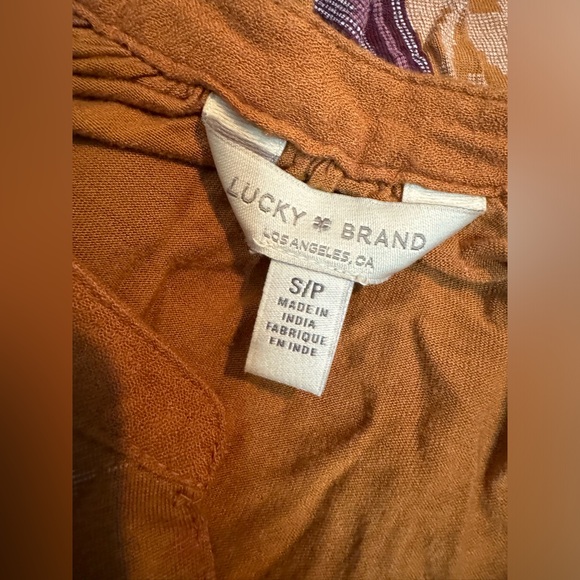 LUCKY BRAND
LOS ANGELES, CA
S/P
MADE IN
INDIA
FABRIQUE
EN INDE